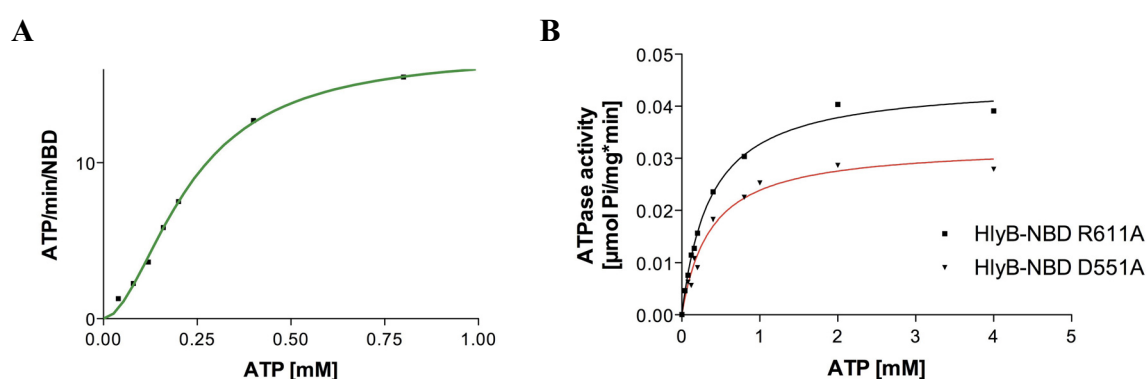 A
ATP/min/NBD
10
0
0.00 0.25 0.50 0.75 1.00
ATP [mM]
B
ATPase activity
[µmol Pi/mg*min]
0.05
0.04
0.03
0.02
0.01
0.00
0 1 2 3 4 5
ATP [mM]
HlyB-NBD R611A
HlyB-NBD D551A